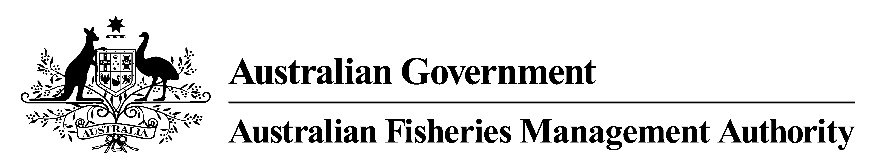 Australian Government
Australian Fisheries Management Authority
AUSTRALIA